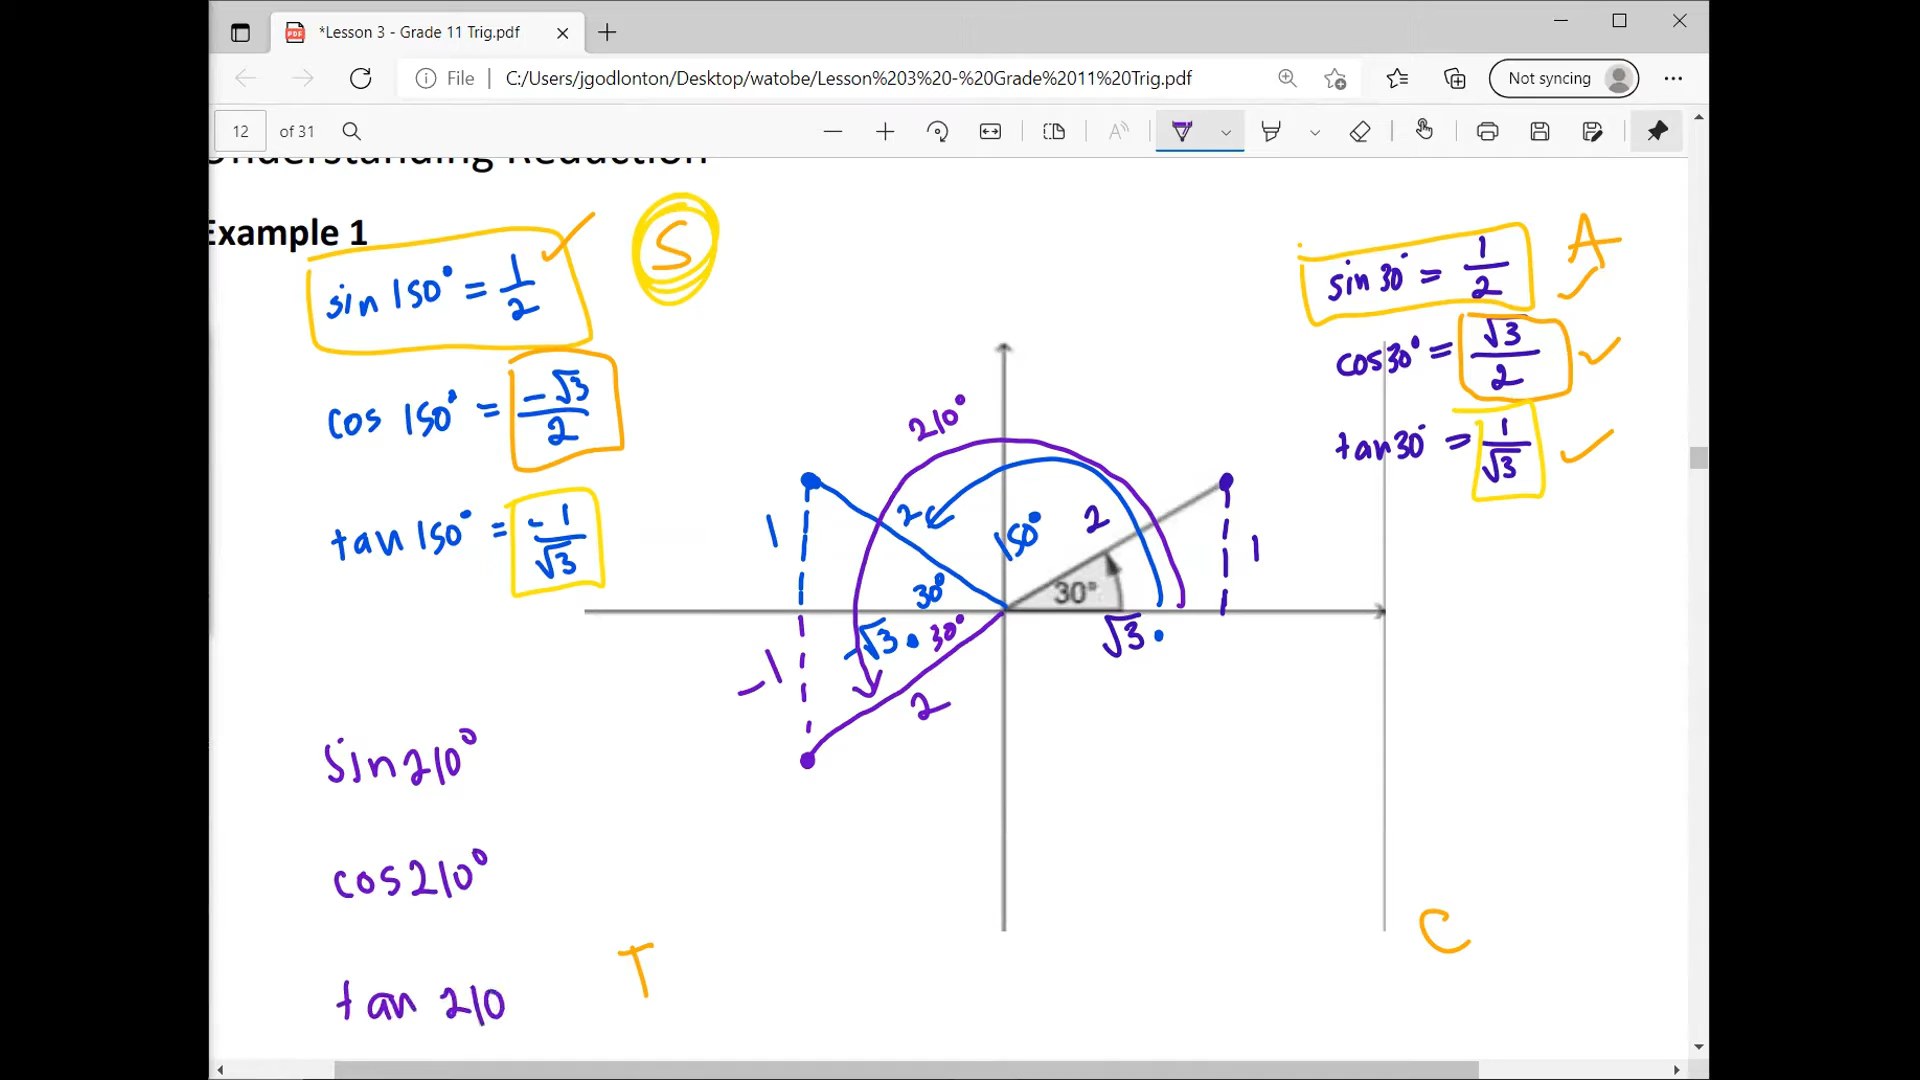 *Lesson 3 - Grade 11 Trig.pdf
File
C:/Users/jgodlonton/Desktop/watobe/Lesson%203%20-%20Grade%2011%20Trig.pdf
Not syncing
12 of 31
Understanding Reduction
Example 1
sin 150° = 1/2
S
sin 30° = 1/2
A
cos 30° = √3/2
tan 30° = 1/√3
cos 150° = -√3/2
tan 150° = -1/√3
210°
150°
2
2
1
1
30°
30°
-√3
30°
√3
-1
2
sin 210°
cos 210°
tan 210
T
C